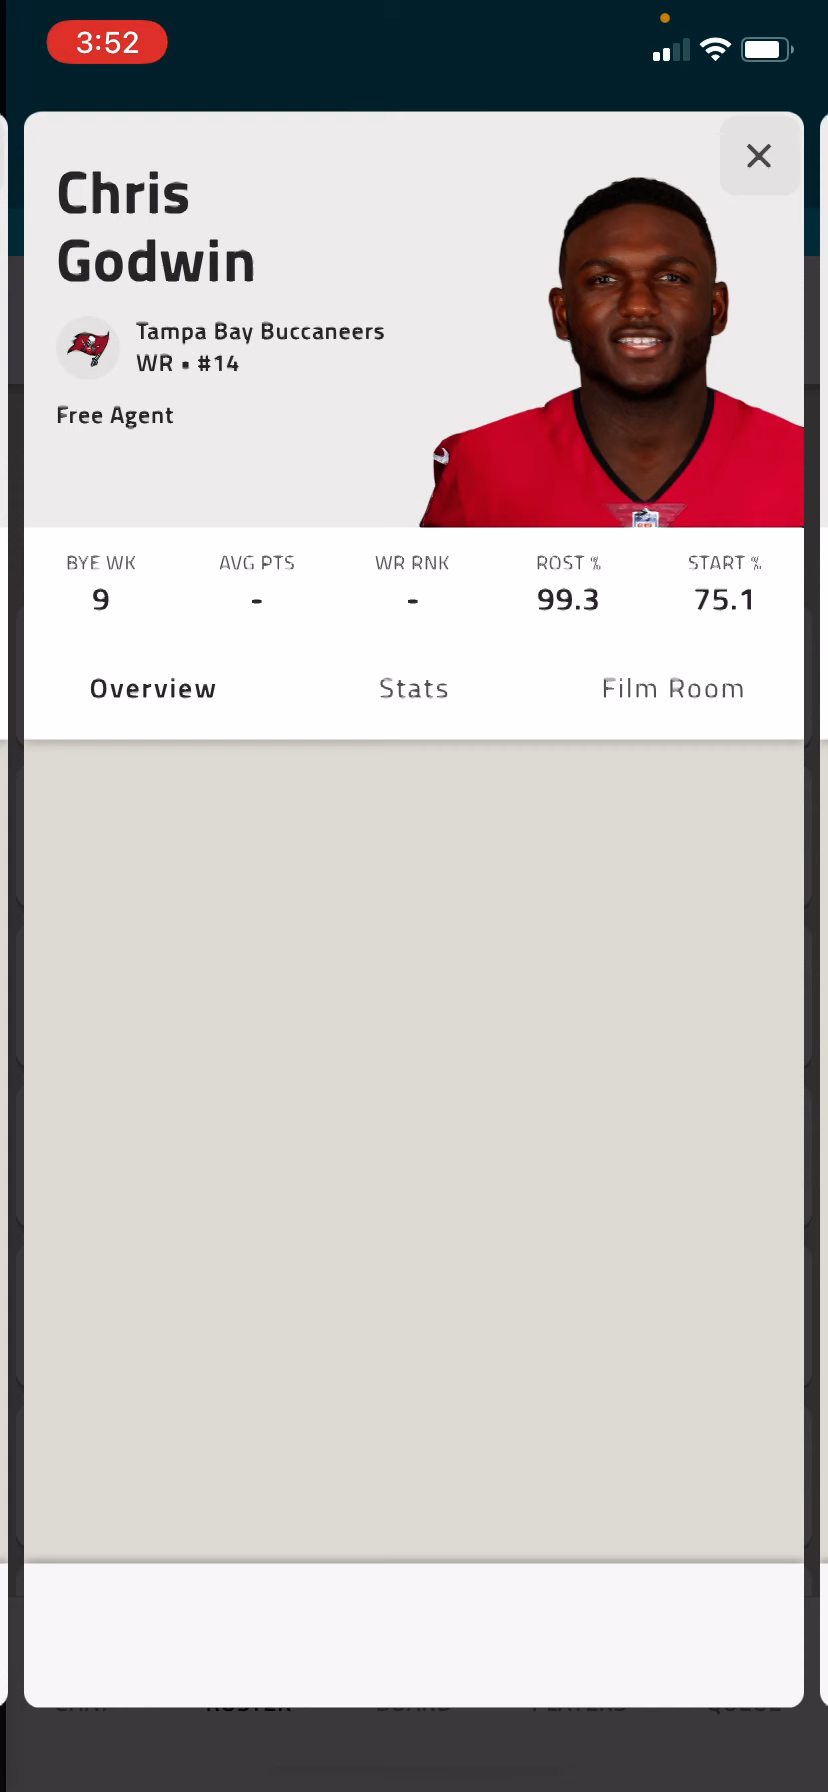 3:52
Chris
Godwin
Tampa Bay Buccaneers
WR • #14
Free Agent
BYE WK AVG PTS WR RNK ROST % START %
9 - - 99.3 75.1
Overview Stats Film Room